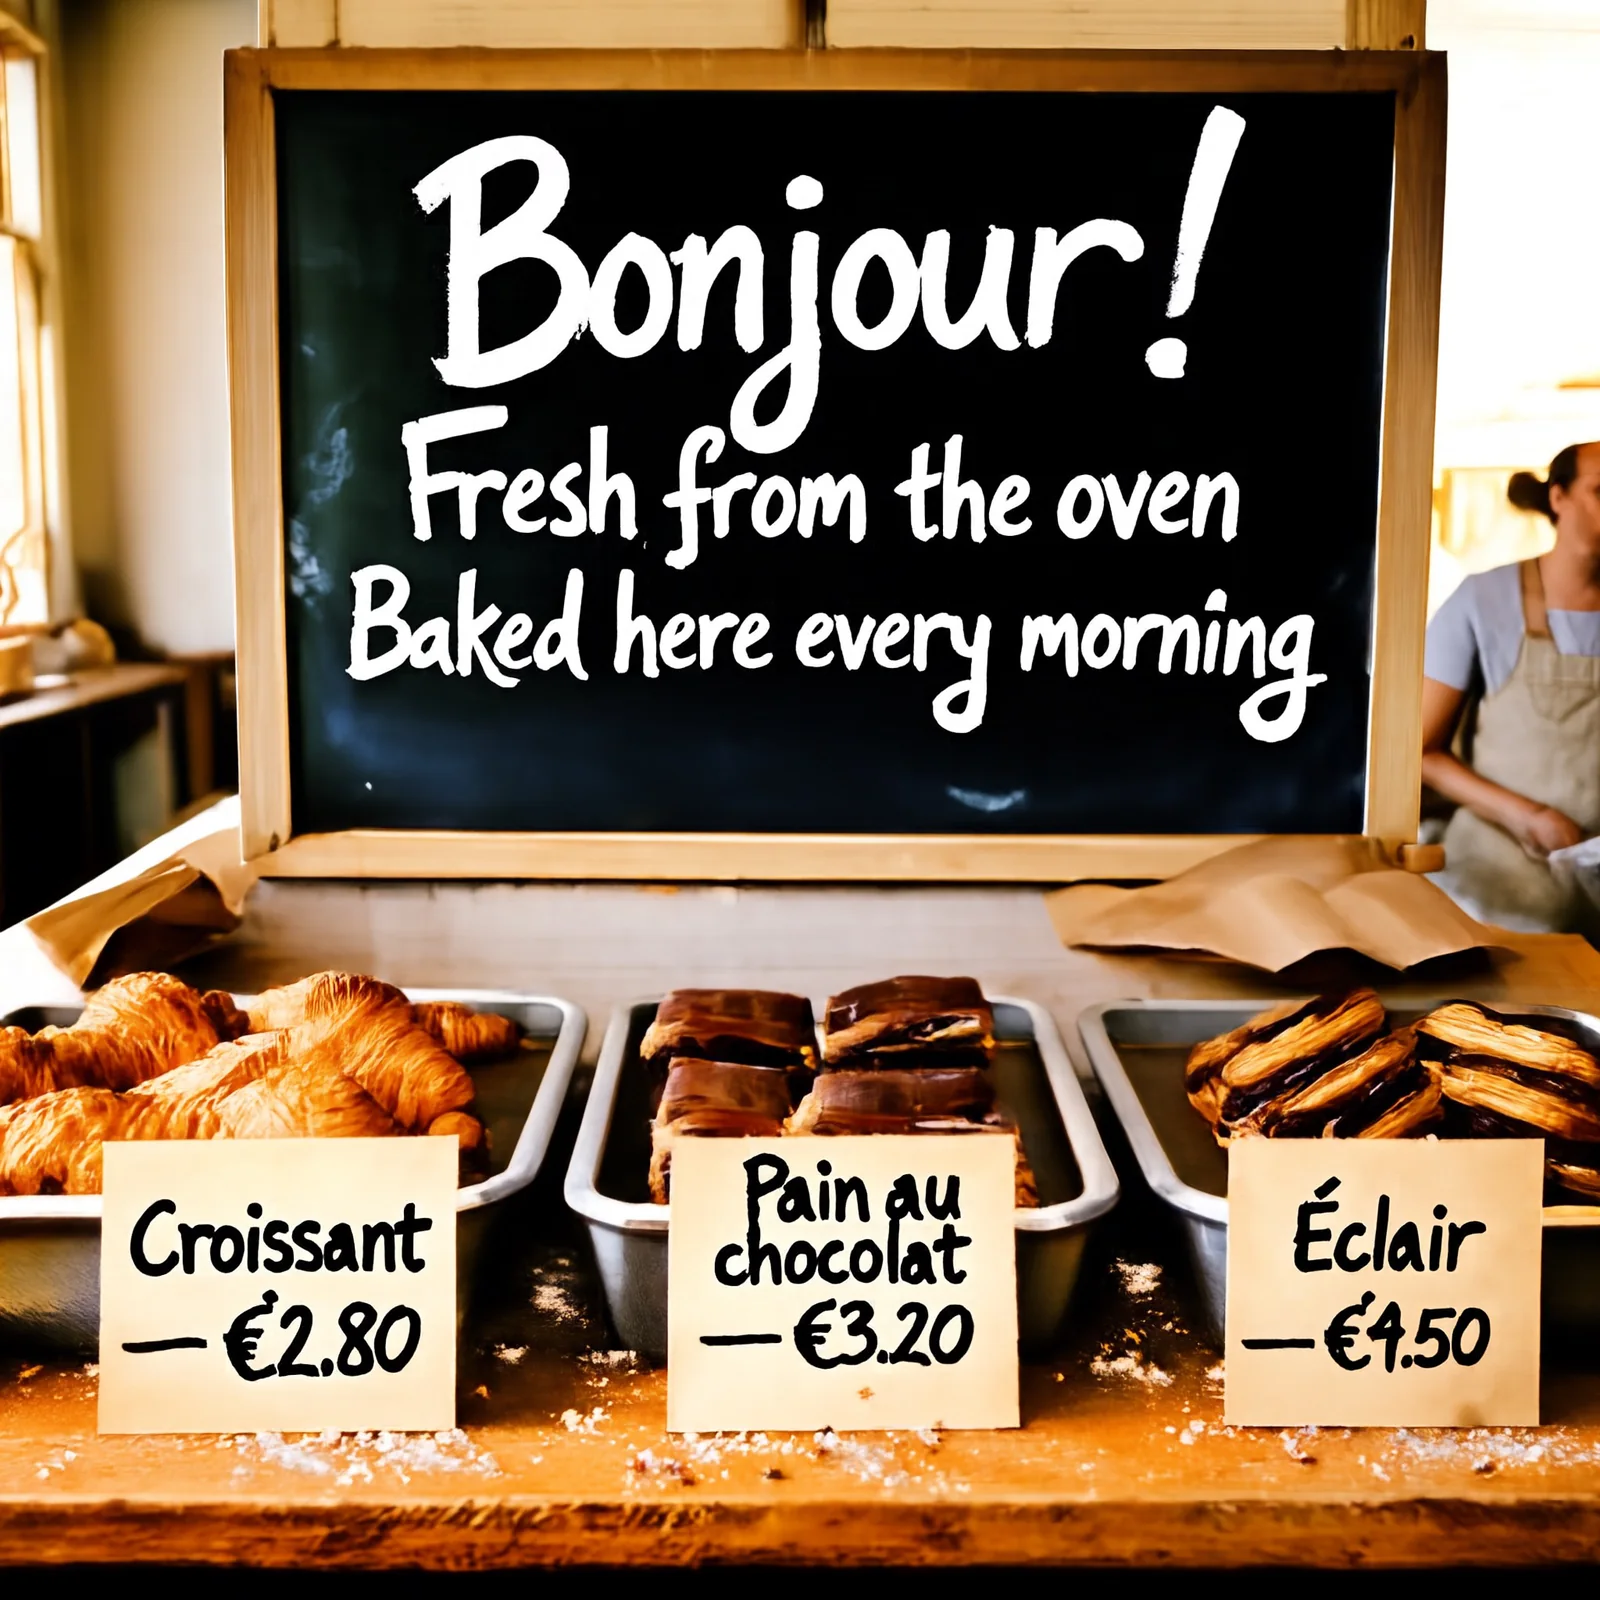 Bonjour!
Fresh from the oven
Baked here every morning
Croissant
— €2.80
Pain au
chocolat
— €3.20
Éclair
— €4.50